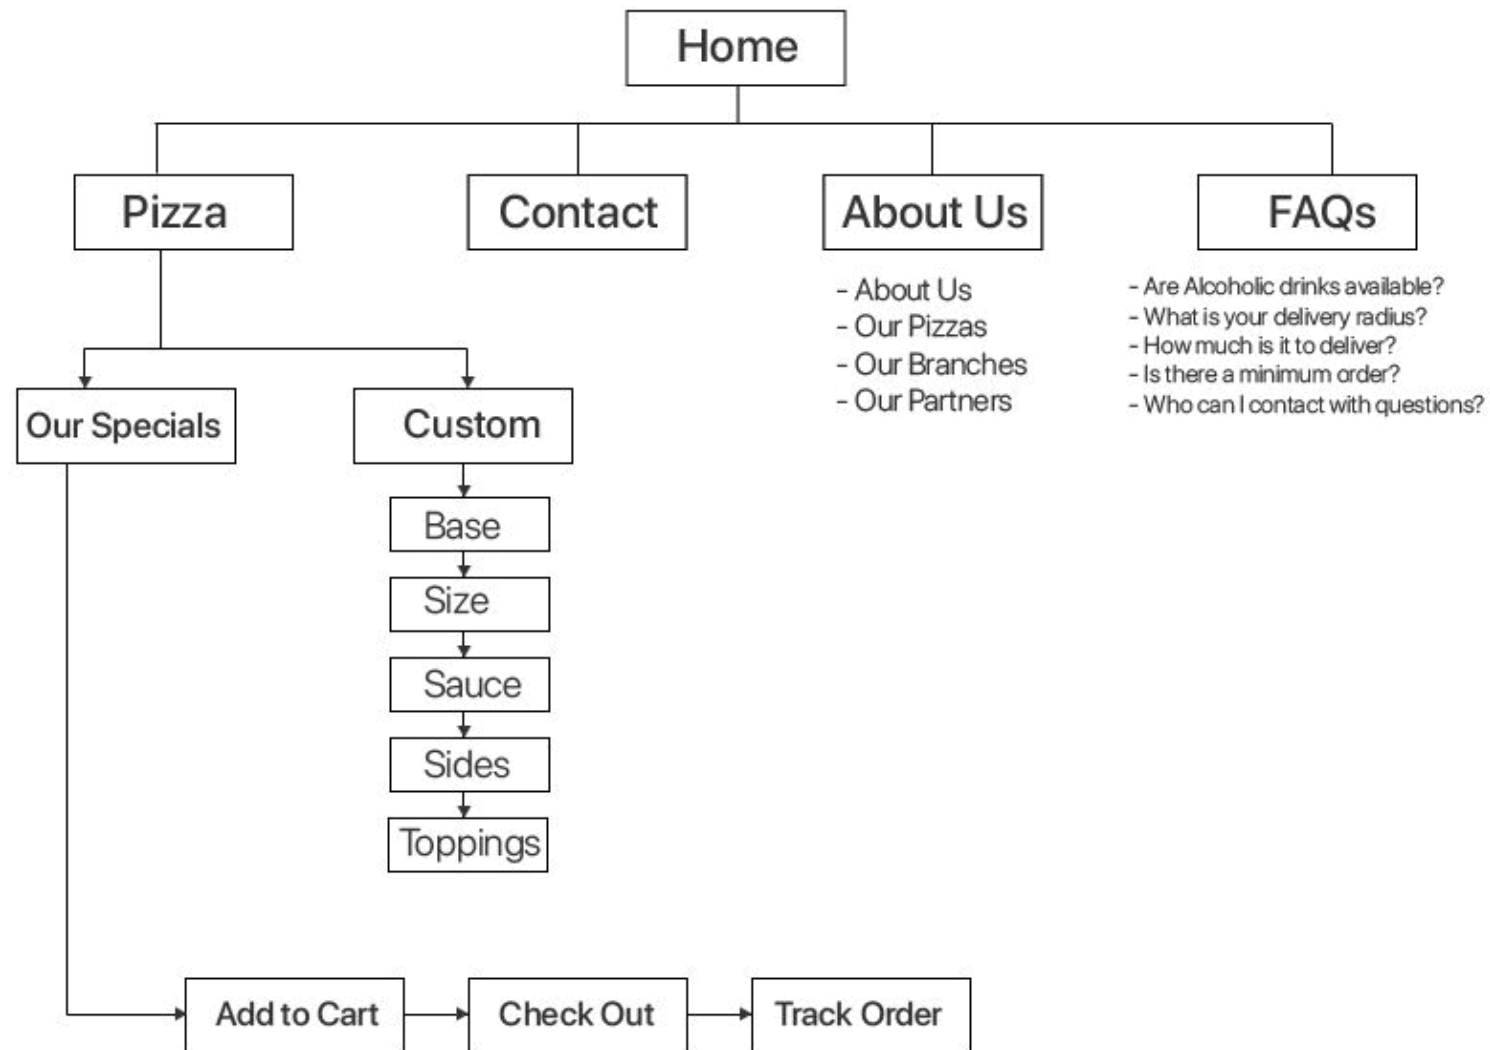 Home
Pizza
Contact
About Us
FAQs
- About Us
- Our Pizzas
- Our Branches
- Our Partners
- Are Alcoholic drinks available?
- What is your delivery radius?
- How much is it to deliver?
- Is there a minimum order?
- Who can I contact with questions?
Our Specials
Custom
Base
Size
Sauce
Sides
Toppings
Add to Cart
Check Out
Track Order